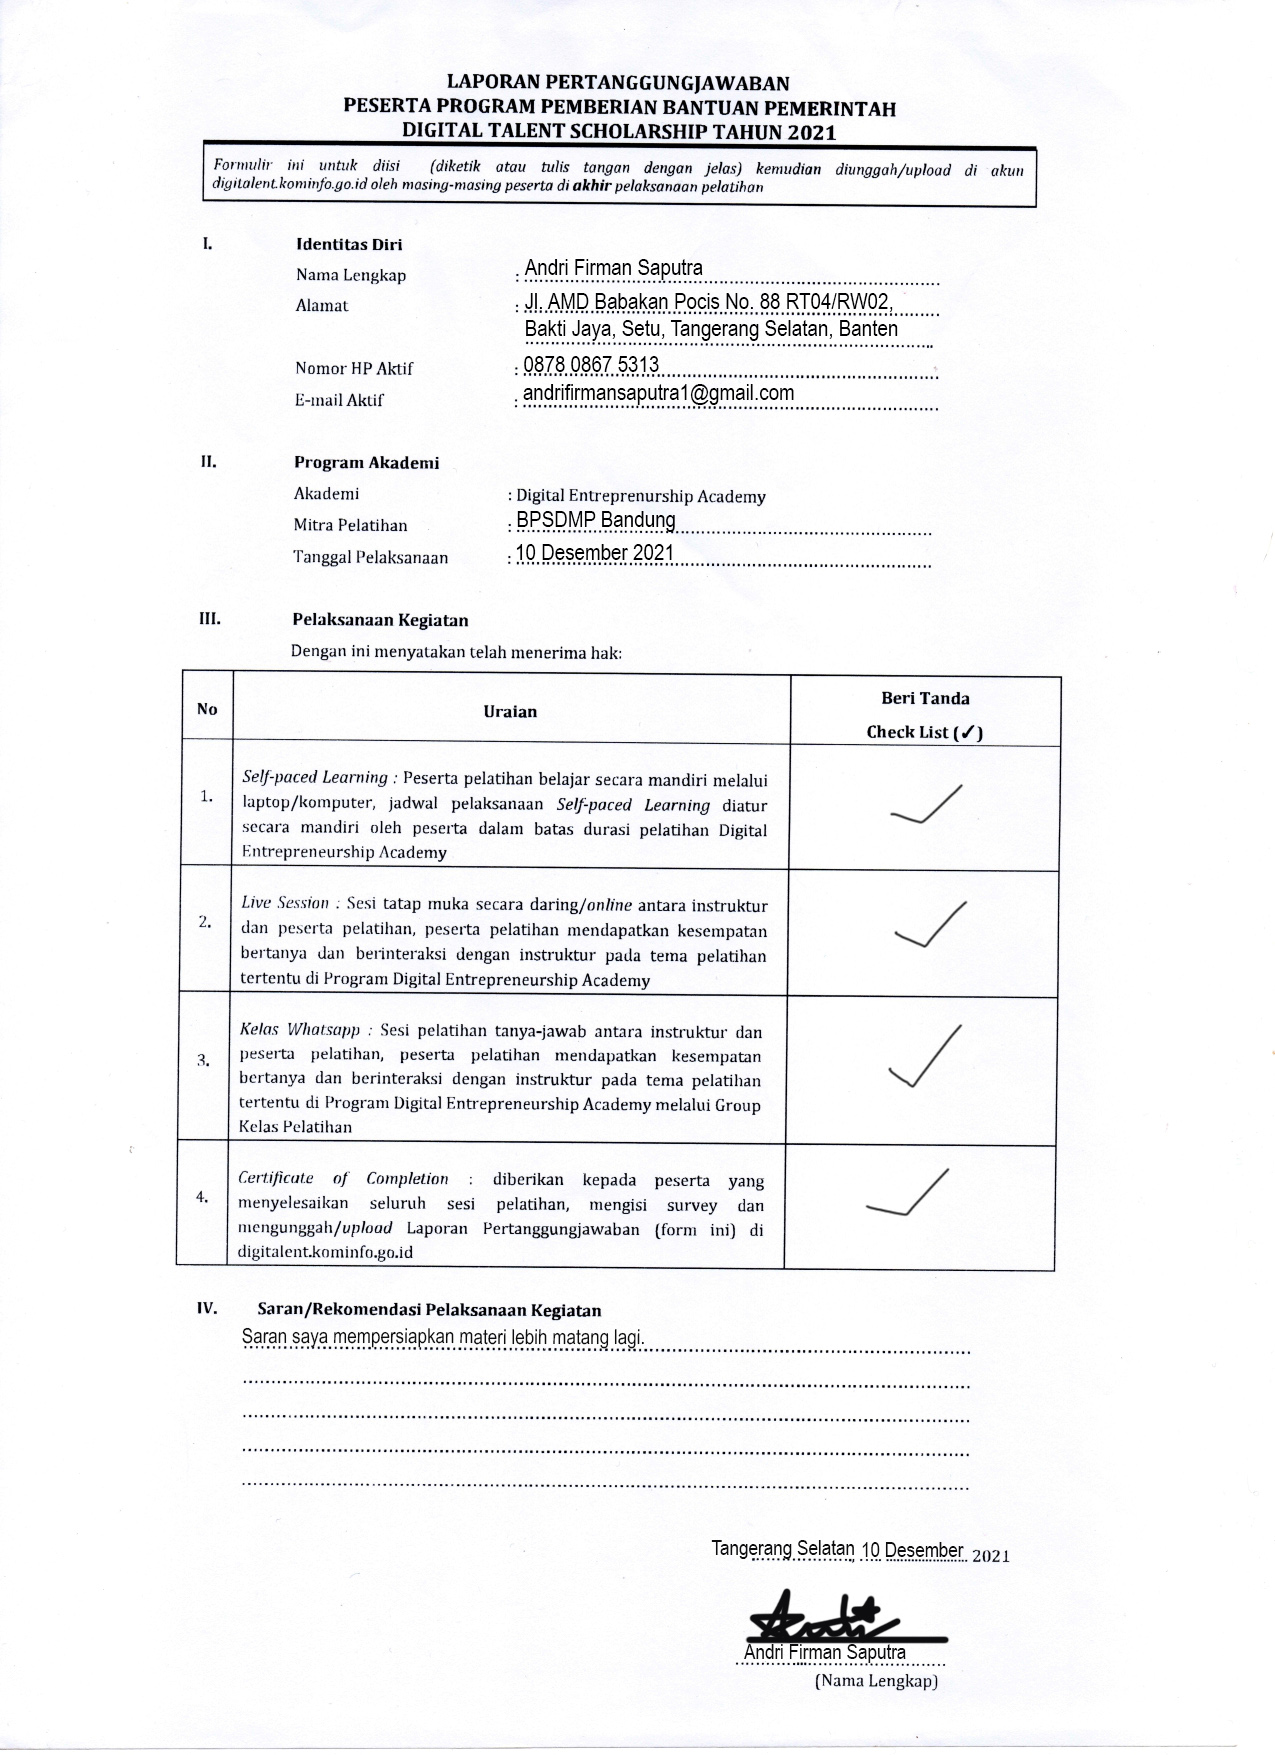 LAPORAN PERTANGGUNGJAWABAN
PESERTA PROGRAM PEMBERIAN BANTUAN PEMERINTAH
DIGITAL TALENT SCHOLARSHIP TAHUN 2021
Formulir ini untuk diisi (diketik atau tulis tangan dengan jelas) kemudian diunggah/upload di akun
digitalent.kominfo.go.id oleh masing-masing peserta di akhir pelaksanaan pelatihan
I. Identitas Diri
Nama Lengkap : Andri Firman Saputra
Alamat : Jl. AMD Babakan Pocis No. 88 RT04/RW02,
Bakti Jaya, Setu, Tangerang Selatan, Banten
Nomor HP Aktif : 0878 0867 5313
E-mail Aktif : andrifirmansaputra1@gmail.com
II. Program Akademi
Akademi : Digital Entreprenurship Academy
Mitra Pelatihan : BPSDMP Bandung
Tanggal Pelaksanaan : 10 Desember 2021
III. Pelaksanaan Kegiatan
Dengan ini menyatakan telah menerima hak:
No Uraian Beri Tanda
Check List (✓)
1. Self-paced Learning : Peserta pelatihan belajar secara mandiri melalui
laptop/komputer, jadwal pelaksanaan Self-paced Learning diatur
secara mandiri oleh peserta dalam batas durasi pelatihan Digital
Entrepreneurship Academy ✓
2. Live Session : Sesi tatap muka secara daring/online antara instruktur
dan peserta pelatihan, peserta pelatihan mendapatkan kesempatan
bertanya dan berinteraksi dengan instruktur pada tema pelatihan
tertentu di Program Digital Entrepreneurship Academy ✓
3. Kelas Whatsapp : Sesi pelatihan tanya-jawab antara instruktur dan
peserta pelatihan, peserta pelatihan mendapatkan kesempatan
bertanya dan berinteraksi dengan instruktur pada tema pelatihan
tertentu di Program Digital Entrepreneurship Academy melalui Group
Kelas Pelatihan ✓
4. Certificate of Completion : diberikan kepada peserta yang
menyelesaikan seluruh sesi pelatihan, mengisi survey dan
mengunggah/upload Laporan Pertanggungjawaban (form ini) di
digitalent.kominfo.go.id ✓
IV. Saran/Rekomendasi Pelaksanaan Kegiatan
Saran saya mempersiapkan materi lebih matang lagi.
Tangerang Selatan, 10 Desember 2021
Andri
Andri Firman Saputra
(Nama Lengkap)